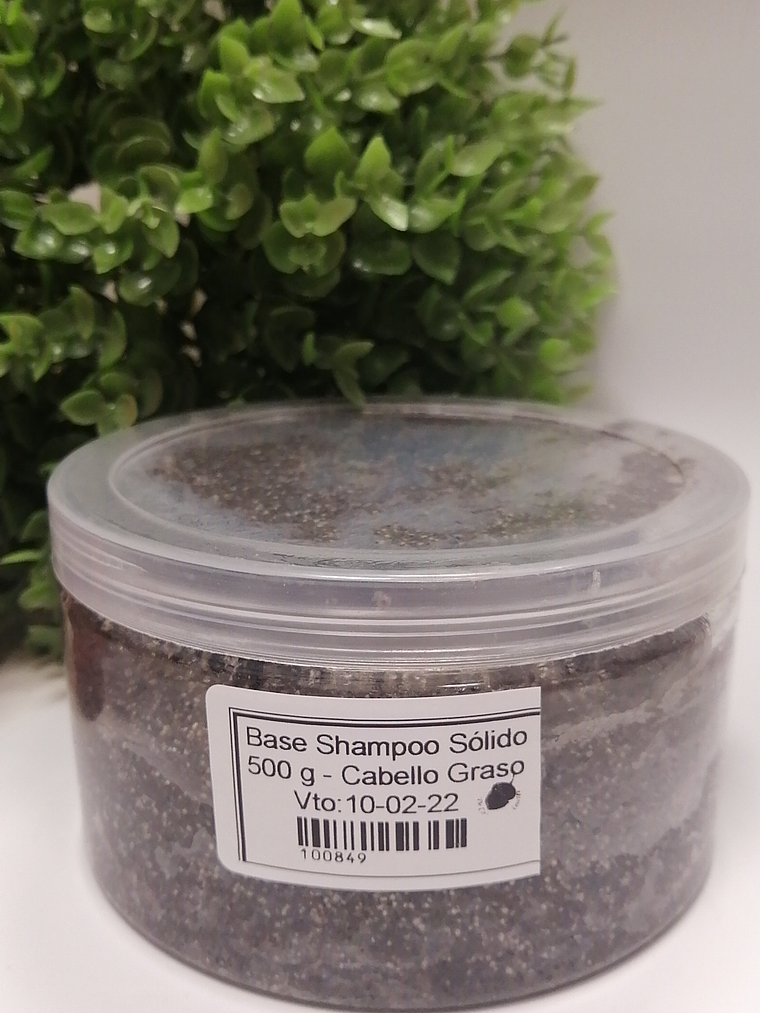 Base Shampoo Sólido
500 g - Cabello Graso
Vto:10-02-22
100849